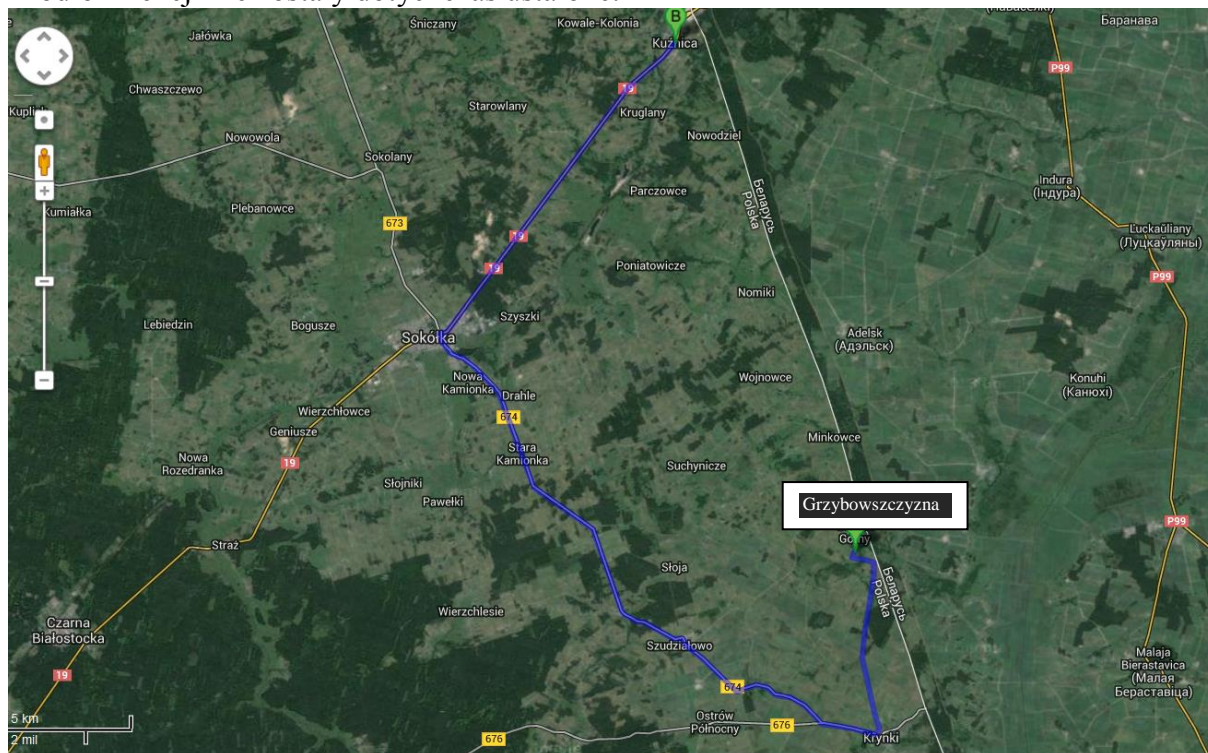 Śniczany
Kowale-Kolonia
Баранава
Jałówka
B
Kuźnica
P99
Chwaszczewo
19
Starowlany
Kruglany
Nowowola
Nowodziel
Sokolany
Indura
(Індура)
Parczowce
Беларусь
Polska
Kumiałka
Plebanowce
673
Łuckaŭliany
(Луцкаўляны)
19
Poniatowicze
19
P99
Nomiki
Szyszki
Lebiedzin
Bogusze
Sokółka
Adelsk
(Адэльск)
Nowa
Kamionka
Drahle
Wojnowce
Konuhi
(Канюхі)
Wierzchłowce
674
Geniusze
Minkowce
Stara
Kamionka
Nowa
Rozedranka
19
Suchynicze
Słojniki
Pawełki
Grzybowszczyzna
P99
Straż
Słoja
Беларусь
Polska
Wierzchlesie
Czarna
Białostocka
Szudziałowo
Malaja
Bierastavica
(Малая
Бераставіца)
19
674
5 km
2 mil
Ostrów
Północny
676
676
Krynki